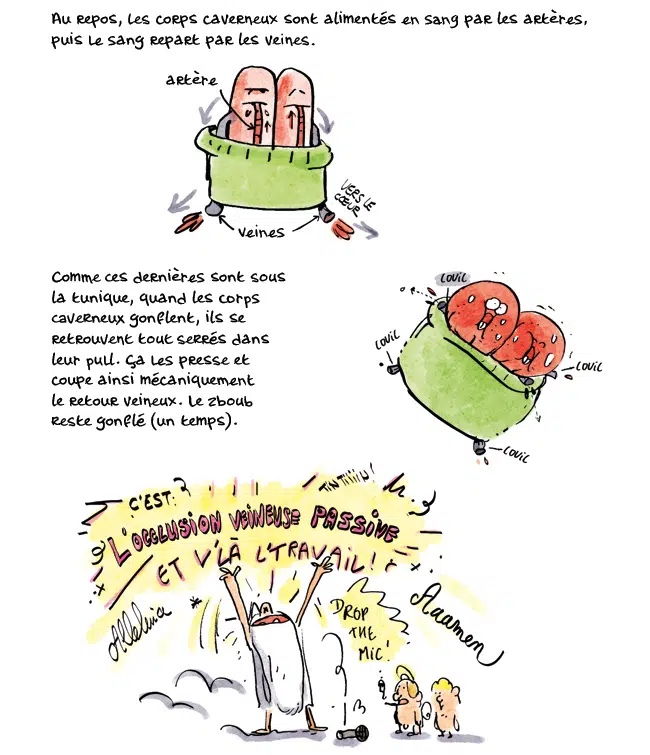 Au repos, les corps caverneux sont alimentés en sang par les artères,
puis le sang repart par les veines.
artère
VERS LE
CŒUR
veines
Comme ces dernières sont sous
la tunique, quand les corps
caverneux gonflent, ils se
retrouvent tout serrés dans
leur pull. Ça les presse et
coupe ainsi mécaniquement
le retour veineux. Le zboub
reste gonflé (un temps).
COUIC
COUIC
COUIC
COUIC
C'EST
TINTIIIIIN!
L'OCCLUSION VEINEUSE PASSIVE
ET V'LÀ L'TRAVAIL!
Alleluia
DROP
THE
MIC!
Aaamen